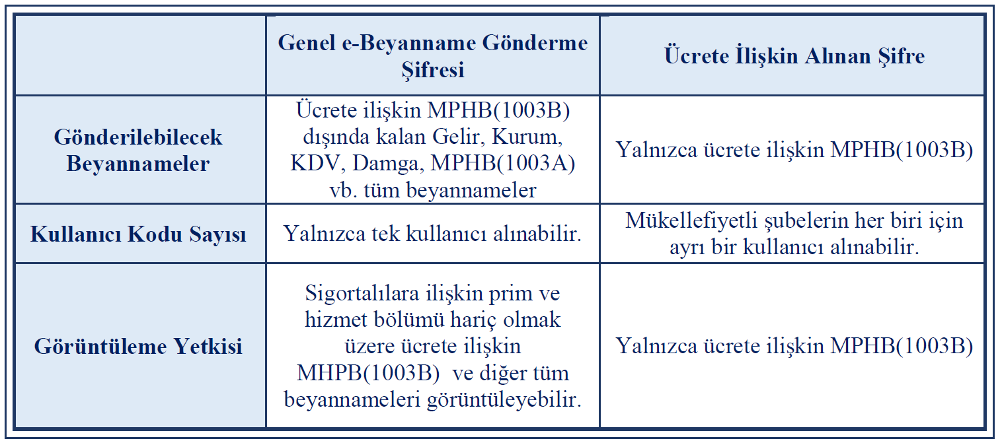 Genel e-Beyanname Gönderme
Şifresi
Ücrete İlişkin Alınan Şifre
Gönderilebilecek
Beyannameler
Ücrete ilişkin MPHB(1003B)
dışında kalan Gelir, Kurum,
KDV, Damga, MPHB(1003A)
vb. tüm beyannameler
Yalnızca ücrete ilişkin MPHB(1003B)
Kullanıcı Kodu Sayısı
Yalnızca tek kullanıcı alınabilir.
Mükellefiyetli şubelerin her biri için
ayrı bir kullanıcı alınabilir.
Görüntüleme Yetkisi
Sigortalılara ilişkin prim ve
hizmet bölümü hariç olmak
üzere ücrete ilişkin
MHPB(1003B) ve diğer tüm
beyannameleri görüntüleyebilir.
Yalnızca ücrete ilişkin MPHB(1003B)